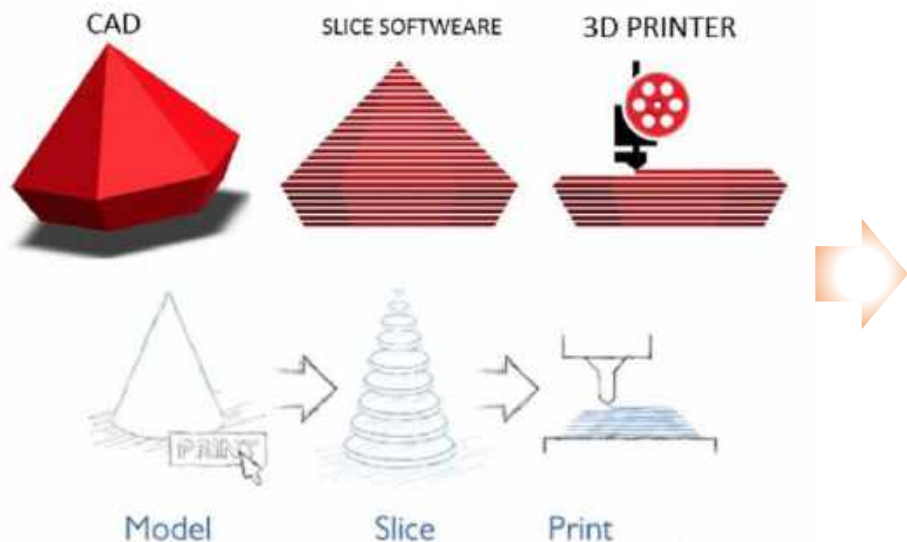 CAD
SLICE SOFTWEARE
3D PRINTER
PRINT
Model
Slice
Print